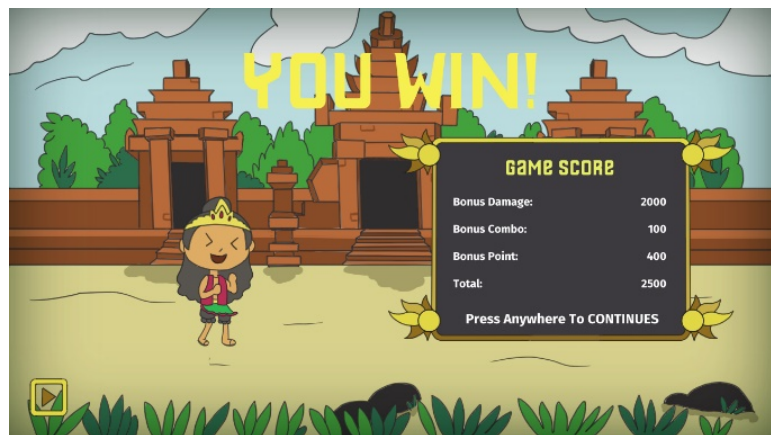 YOU WIN!
GAME SCORE
Bonus Damage: 2000
Bonus Combo: 100
Bonus Point: 400
Total: 2500
Press Anywhere To CONTINUES